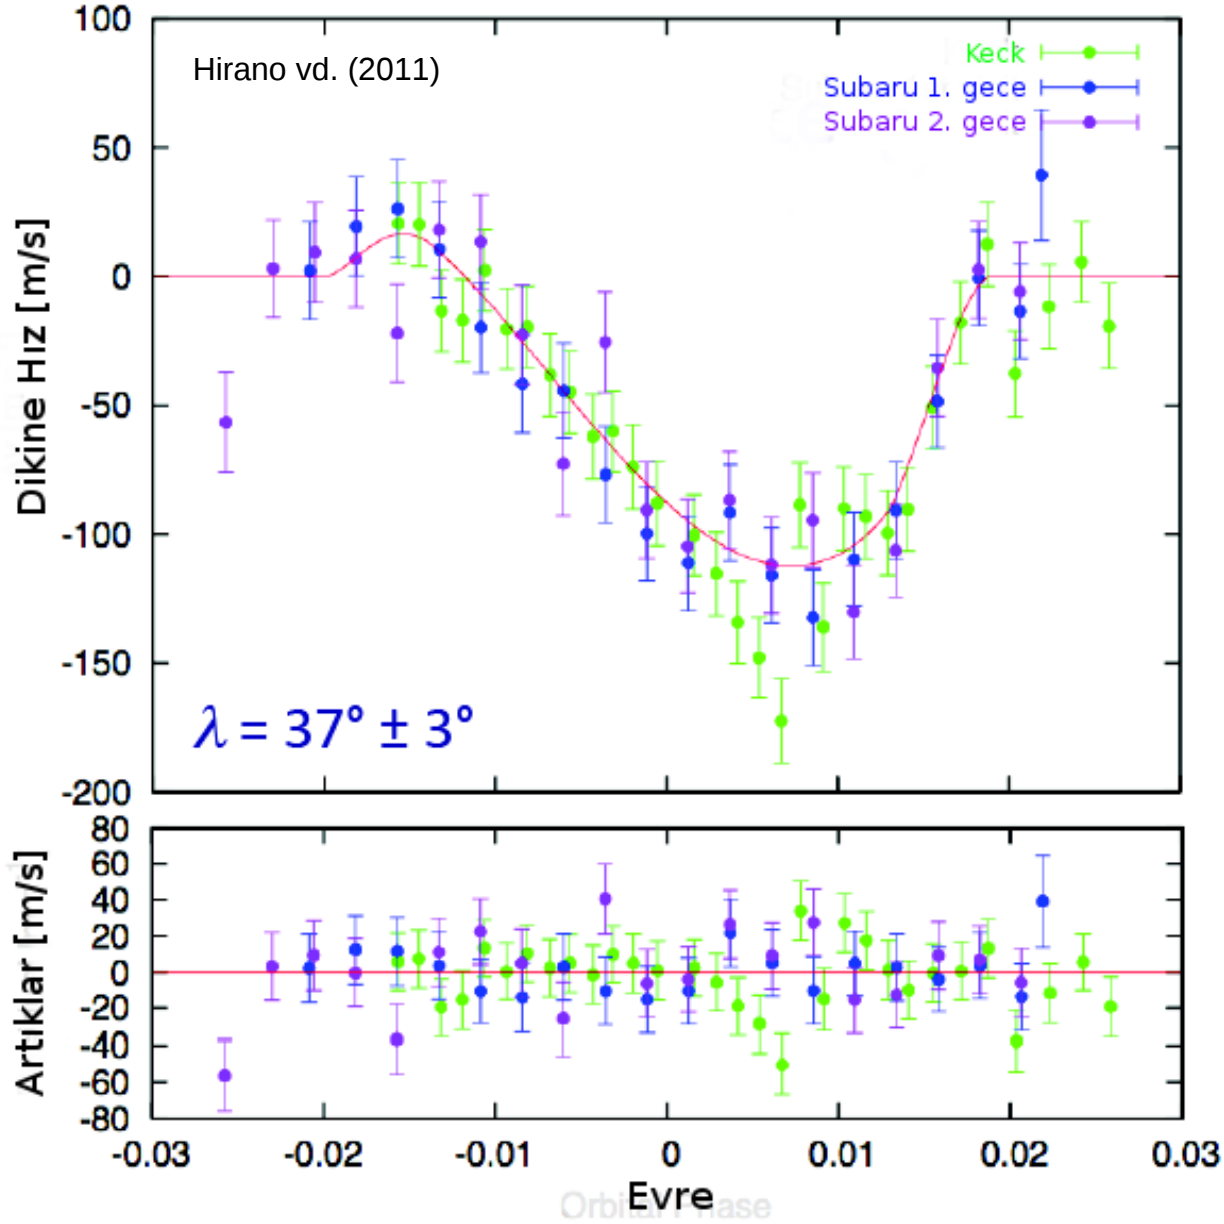 100
50
0
-50
-100
-150
-200
Dikine Hız [m/s]
Hirano vd. (2011)
Keck
Subaru 1. gece
Subaru 2. gece
λ = 37° ± 3°
80
60
40
20
0
-20
-40
-60
-80
Artıklar [m/s]
-0.03
-0.02
-0.01
0
0.01
0.02
0.03
Evre
Orbital Phase